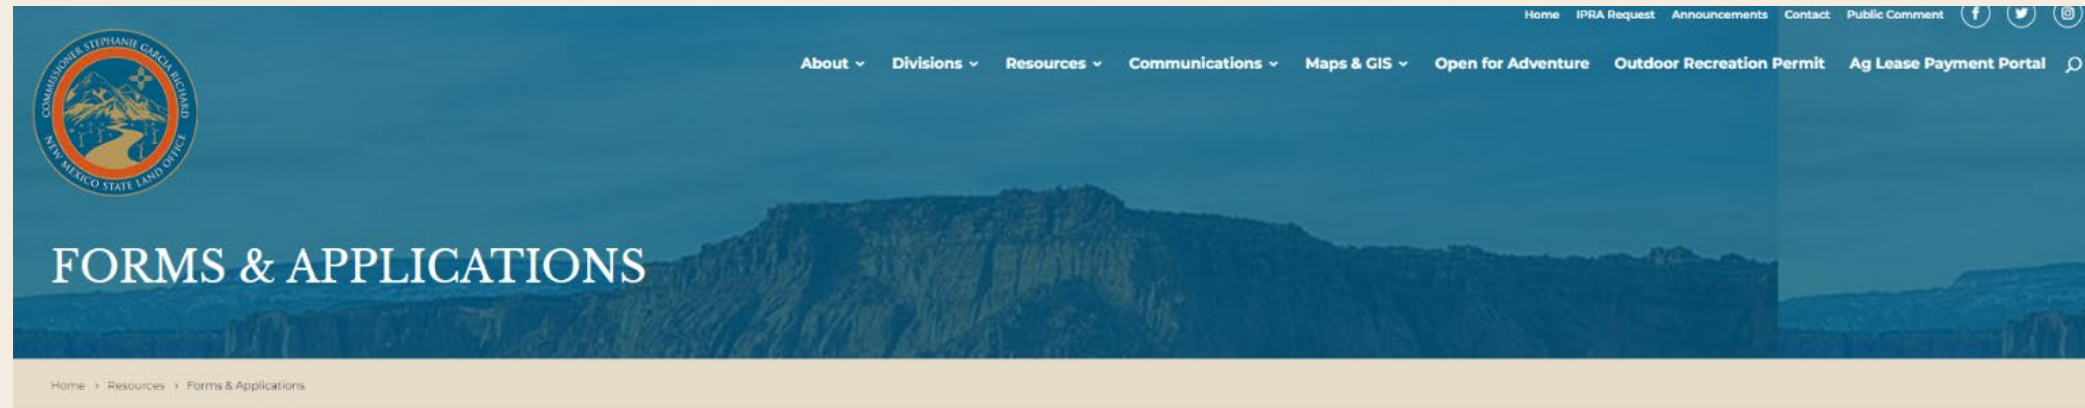 Home IPRA Request Announcements Contact Public Comment
COMMISSIONER STEPHANIE GARCIA RICHARD
NEW MEXICO STATE LAND OFFICE
About Divisions Resources Communications Maps & GIS Open for Adventure Outdoor Recreation Permit Ag Lease Payment Portal
FORMS & APPLICATIONS
Home › Resources › Forms & Applications